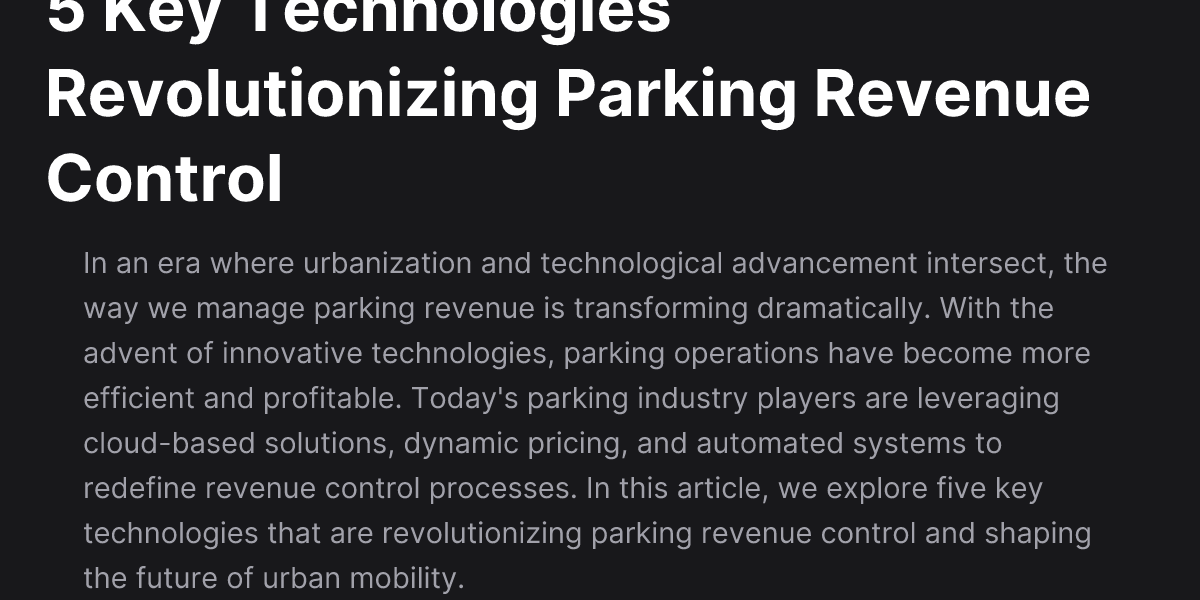 5 Key Technologies
Revolutionizing Parking Revenue
Control
In an era where urbanization and technological advancement intersect, the
way we manage parking revenue is transforming dramatically. With the
advent of innovative technologies, parking operations have become more
efficient and profitable. Today's parking industry players are leveraging
cloud-based solutions, dynamic pricing, and automated systems to
redefine revenue control processes. In this article, we explore five key
technologies that are revolutionizing parking revenue control and shaping
the future of urban mobility.